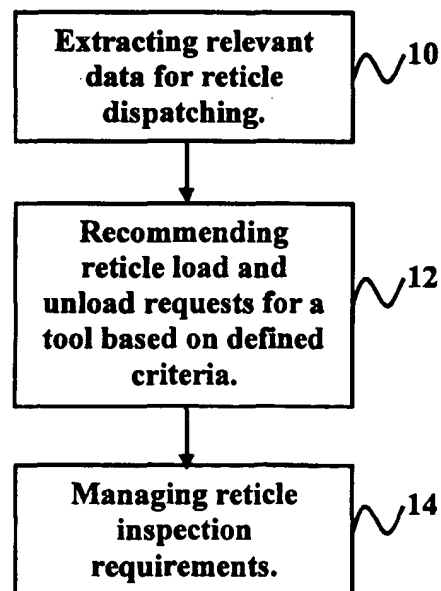 Extracting relevant
data for reticle
dispatching.
10
Recommending
reticle load and
unload requests for a
tool based on defined
criteria.
12
Managing reticle
inspection
requirements.
14